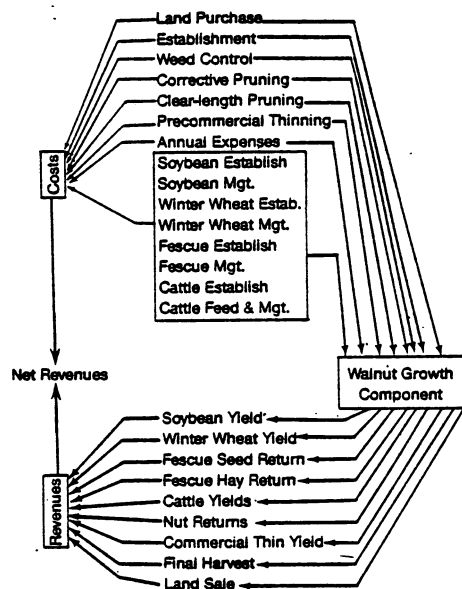 Land Purchase
Establishment
Weed Control
Corrective Pruning
Clear-length Pruning
Precommercial Thinning
Annual Expenses
Costs
Soybean Establish
Soybean Mgt.
Winter Wheat Estab.
Winter Wheat Mgt.
Fescue Establish
Fescue Mgt.
Cattle Establish
Cattle Feed & Mgt.
Net Revenues
Walnut Growth
Component
Soybean Yield
Winter Wheat Yield
Fescue Seed Return
Fescue Hay Return
Cattle Yields
Nut Returns
Commercial Thin Yield
Final Harvest
Land Sale
Revenues